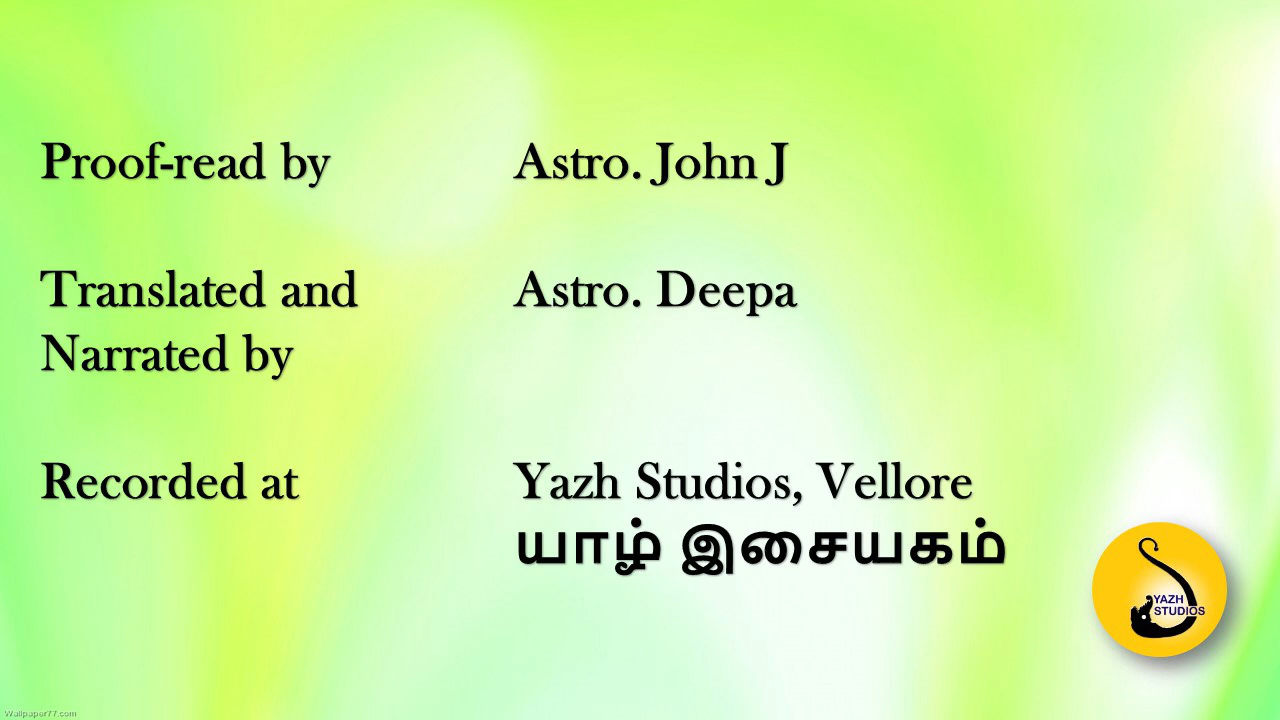 Proof-read by Astro. John J
Translated and Astro. Deepa
Narrated by
Recorded at Yazh Studios, Vellore
யாழ் இசையகம்
YAZH
STUDIOS
Wallpaper77.com